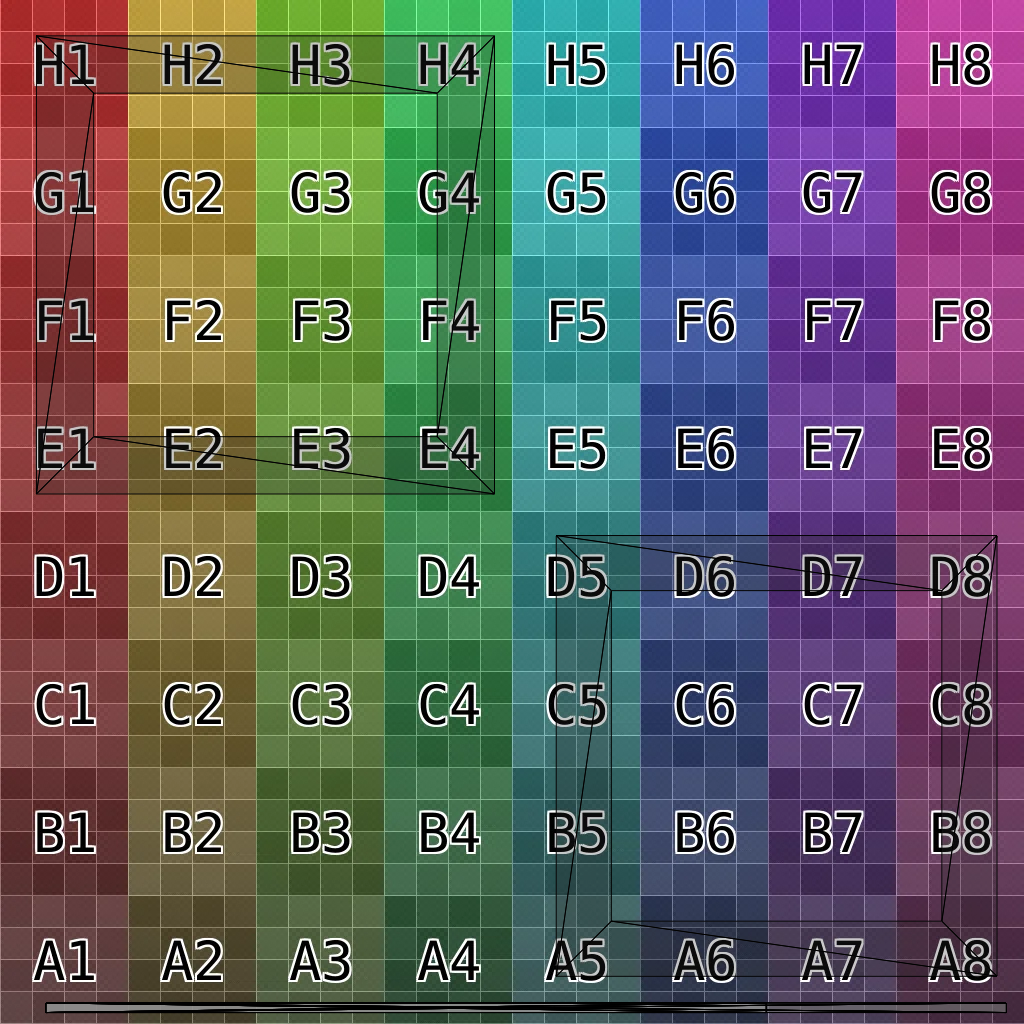 H1 H2 H3 H4 H5 H6 H7 H8
G1 G2 G3 G4 G5 G6 G7 G8
F1 F2 F3 F4 F5 F6 F7 F8
E1 E2 E3 E4 E5 E6 E7 E8
D1 D2 D3 D4 D5 D6 D7 D8
C1 C2 C3 C4 C5 C6 C7 C8
B1 B2 B3 B4 B5 B6 B7 B8
A1 A2 A3 A4 A5 A6 A7 A8